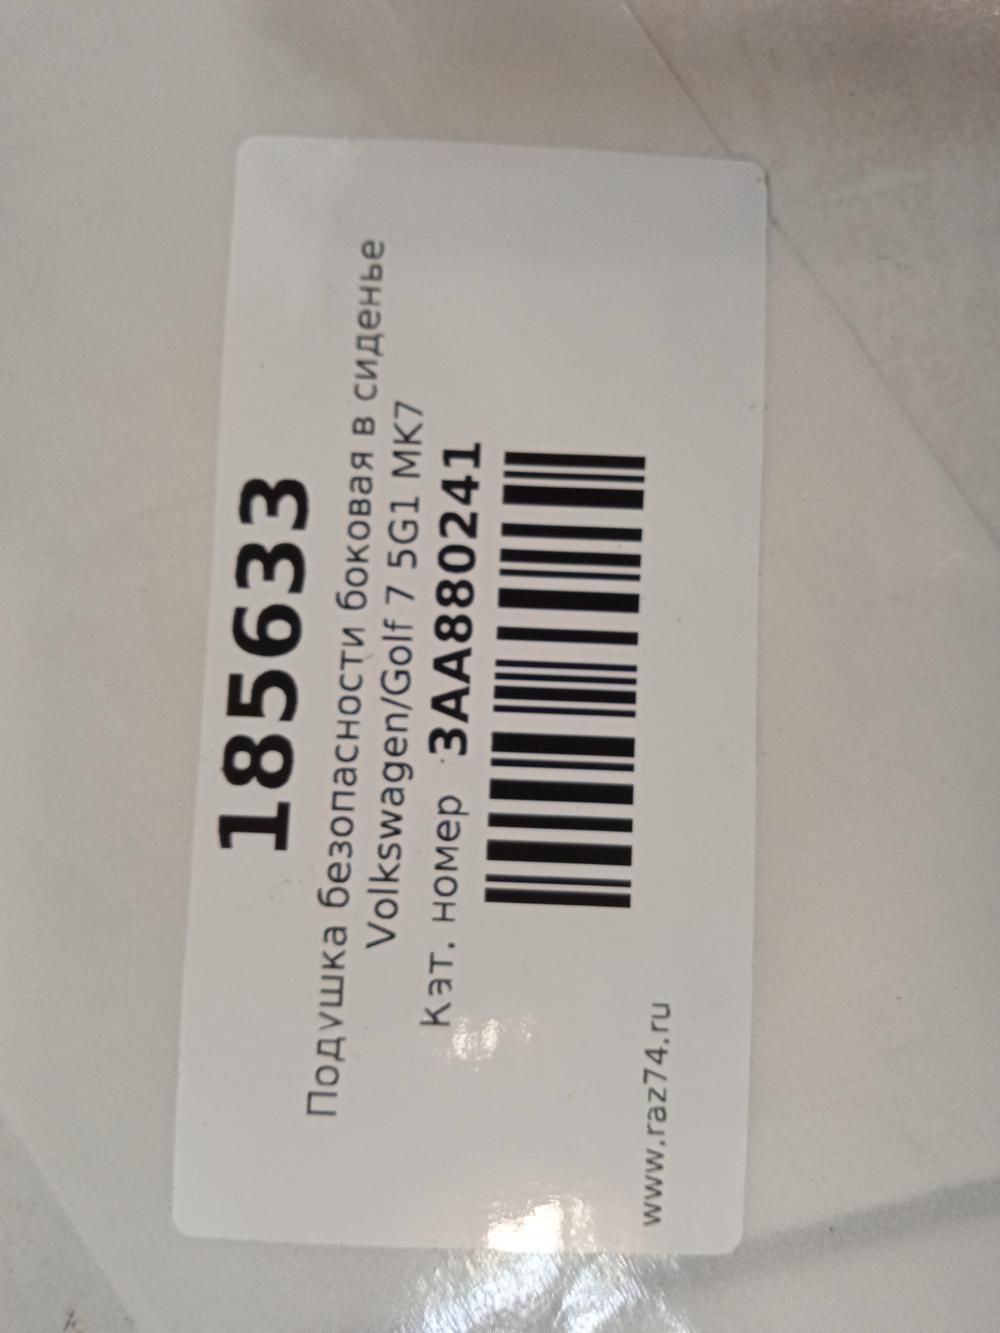 185633
Подушка безопасности боковая в сиденье
Volkswagen/Golf 7 5G1 MK7
Кат. номер 3AA880241
www.raz74.ru